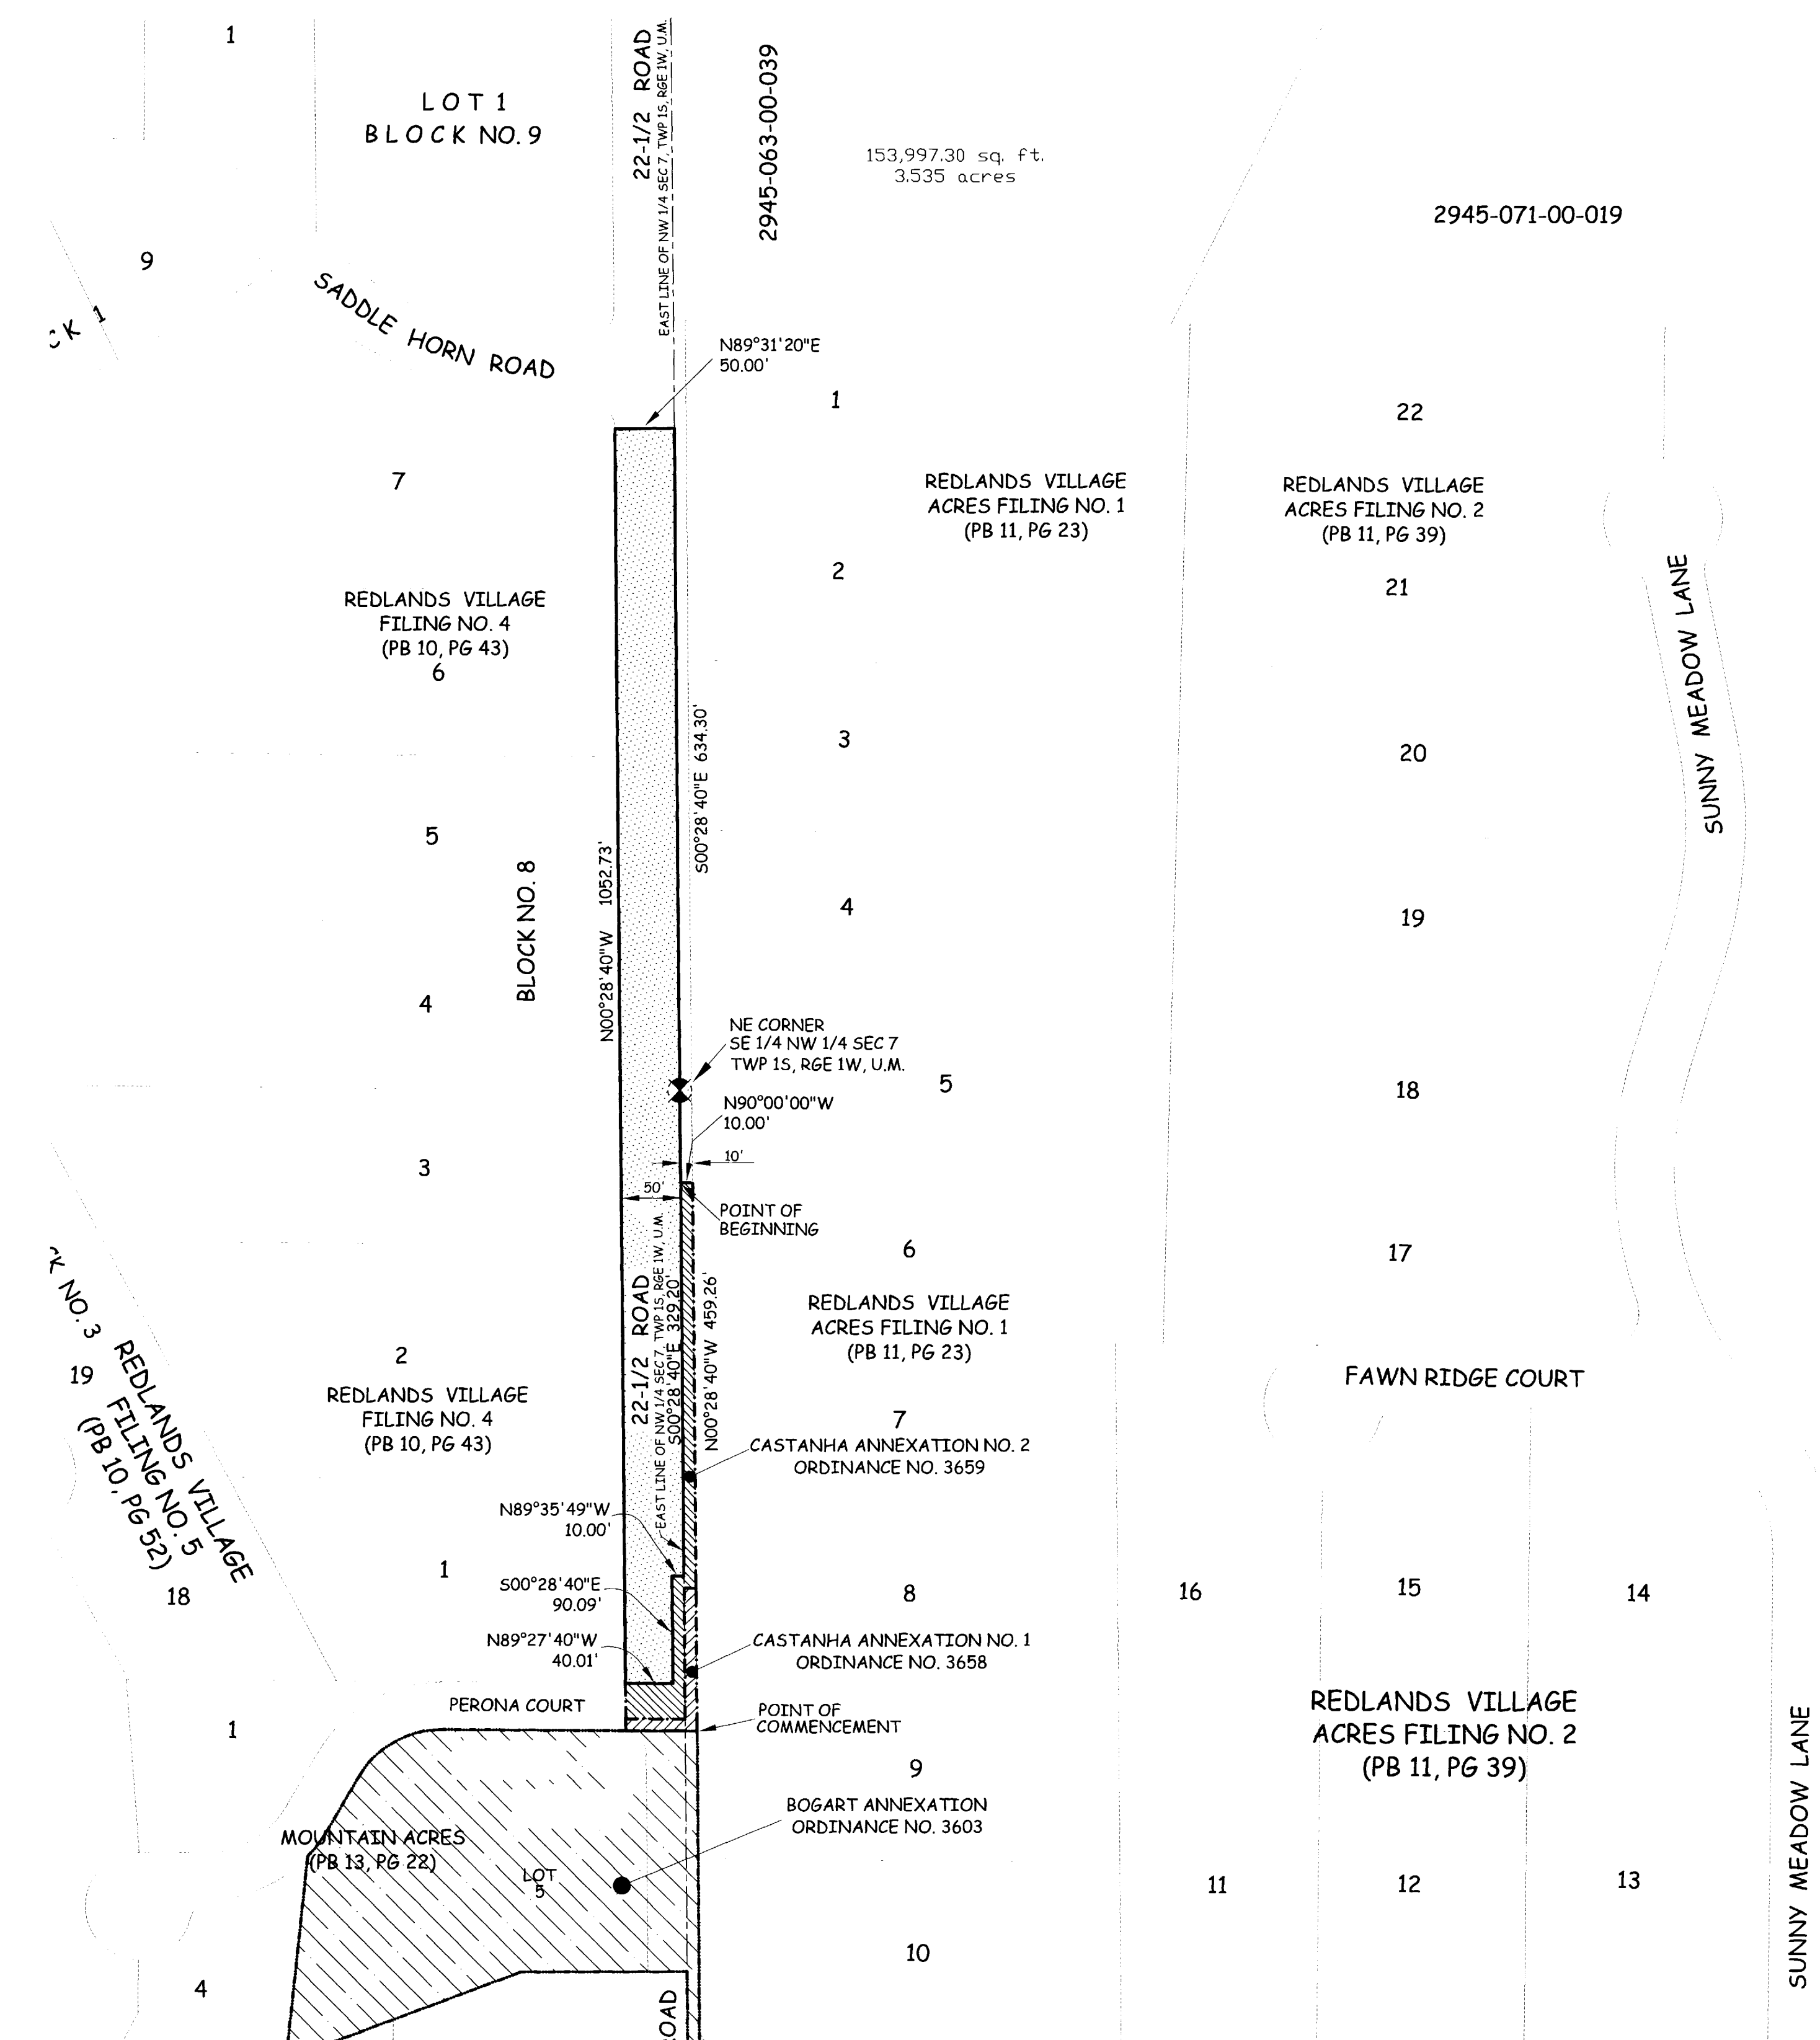 1
LOT 1
BLOCK NO. 9
22-1/2 ROAD
EAST LINE OF NW 1/4 SEC 7, TWP 1S, RGE 1W, U.M.
2945-063-00-039
153,997.30 sq. ft.
3.535 acres
2945-071-00-019
9
CK 1
SADDLE HORN ROAD
N89°31'20"E
50.00'
1
22
7
REDLANDS VILLAGE
ACRES FILING NO. 1
(PB 11, PG 23)
REDLANDS VILLAGE
ACRES FILING NO. 2
(PB 11, PG 39)
2
21
SUNNY MEADOW LANE
REDLANDS VILLAGE
FILING NO. 4
(PB 10, PG 43)
6
S00°28'40"E 634.30'
3
20
5
BLOCK NO. 8
N00°28'40"W 1052.73'
4
19
4
NE CORNER
SE 1/4 NW 1/4 SEC 7
TWP 1S, RGE 1W, U.M.
5
18
N90°00'00"W
10.00'
10'
3
50'
POINT OF
BEGINNING
6
17
22-1/2 ROAD
EAST LINE OF NW 1/4 SEC 7, TWP 1S, RGE 1W, U.M.
S00°28'40"E 329.20'
N00°28'40"W 459.26'
REDLANDS VILLAGE
ACRES FILING NO. 1
(PB 11, PG 23)
CK NO. 3
REDLANDS VILLAGE
FILING NO. 5
(PB 10, PG 52)
19
2
FAWN RIDGE COURT
REDLANDS VILLAGE
FILING NO. 4
(PB 10, PG 43)
7
CASTANHA ANNEXATION NO. 2
ORDINANCE NO. 3659
N89°35'49"W
10.00'
1
18
S00°28'40"E
90.09'
8
16
15
14
N89°27'40"W
40.01'
CASTANHA ANNEXATION NO. 1
ORDINANCE NO. 3658
PERONA COURT
POINT OF
COMMENCEMENT
REDLANDS VILLAGE
ACRES FILING NO. 2
(PB 11, PG 39)
1
9
SUNNY MEADOW LANE
BOGART ANNEXATION
ORDINANCE NO. 3603
MOUNTAIN ACRES
(PB 13, PG 22)
LOT
5
11
12
13
10
4
OAD